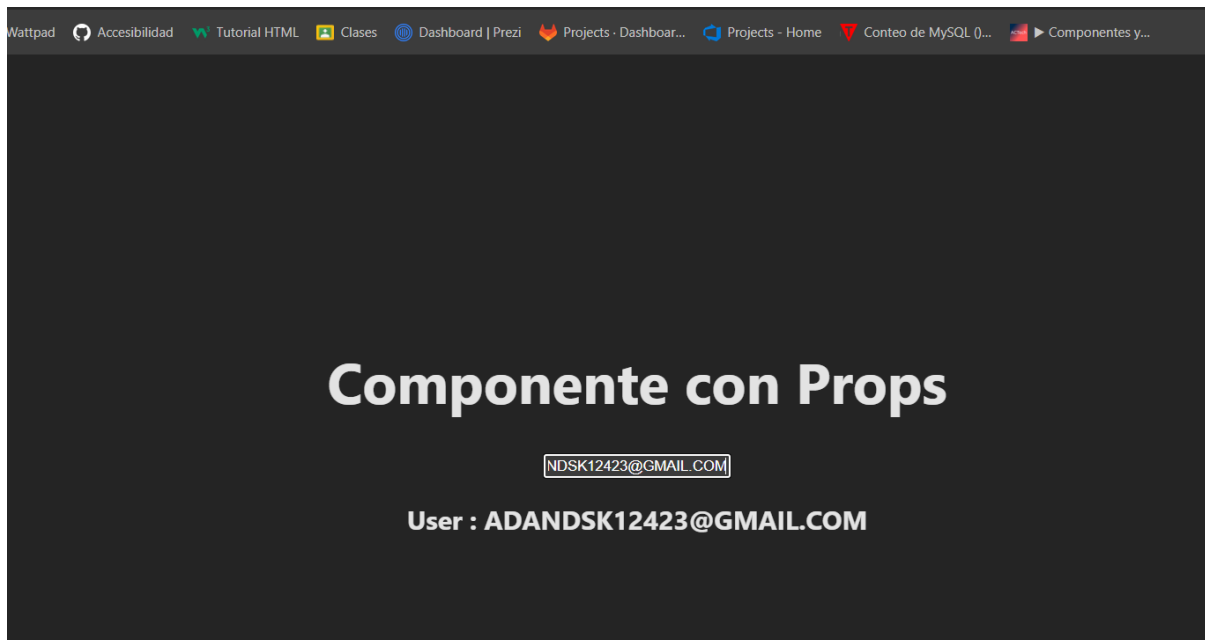 Wattpad Accesibilidad Tutorial HTML Clases Dashboard | Prezi Projects · Dashboar... Projects - Home Conteo de MySQL ()... ▶ Componentes y...
Componente con Props
NDSK12423@GMAIL.COM
User : ADANDSK12423@GMAIL.COM